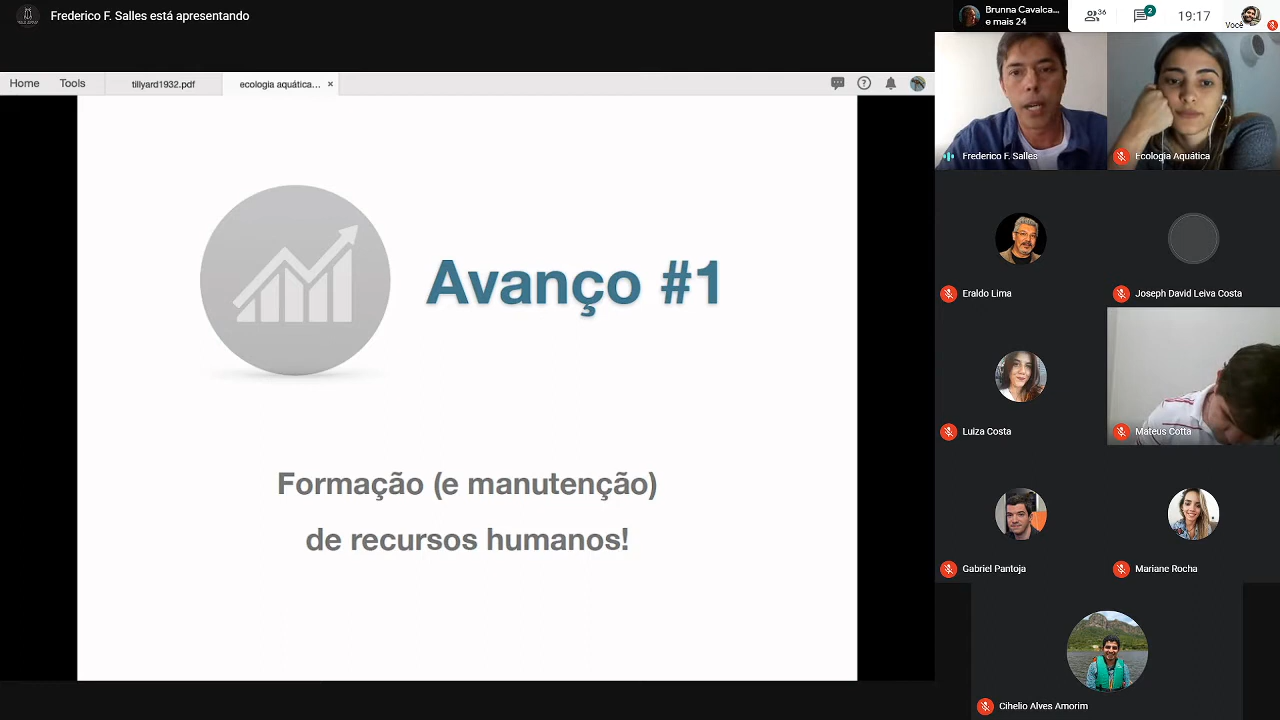 Frederico F. Salles está apresentando
Brunna Cavalca...
e mais 24
36
2
19:17
Você
Home
Tools
tillyard1932.pdf
ecologia aquática...
×
Avanço #1
Formação (e manutenção)
de recursos humanos!
Frederico F. Salles
Ecologia Aquática
Eraldo Lima
Joseph David Leiva Costa
Luiza Costa
Mateus Cotta
Gabriel Pantoja
Mariane Rocha
Cihelio Alves Amorim